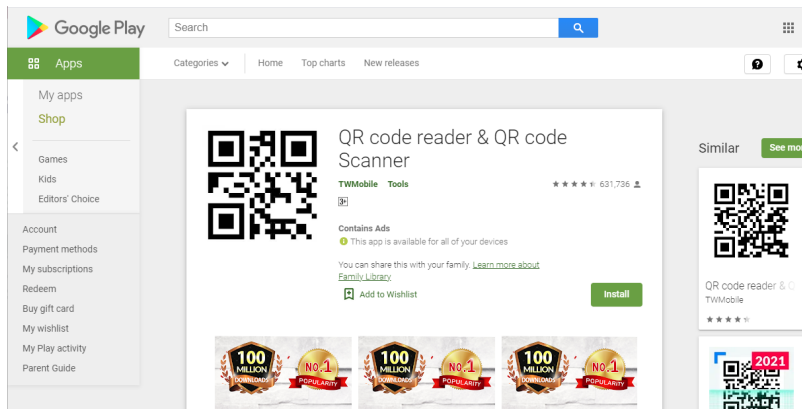 Google Play
Search
Apps
Categories
Home
Top charts
New releases
My apps
Shop
Games
Kids
Editors' Choice
Account
Payment methods
My subscriptions
Redeem
Buy gift card
My wishlist
My Play activity
Parent Guide
QR code reader & QR code
Scanner
TWMobile Tools
631,736
3+
Contains Ads
This app is available for all of your devices
You can share this with your family. Learn more about
Family Library
Add to Wishlist
Install
100
MILLION
DOWNLOADS
NO.1
POPULARITY
100
MILLION
DOWNLOADS
NO.1
POPULARITY
100
MILLION
DOWNLOADS
NO.1
POPULARITY
Similar
See mor
QR code reader & Q
TWMobile
2021